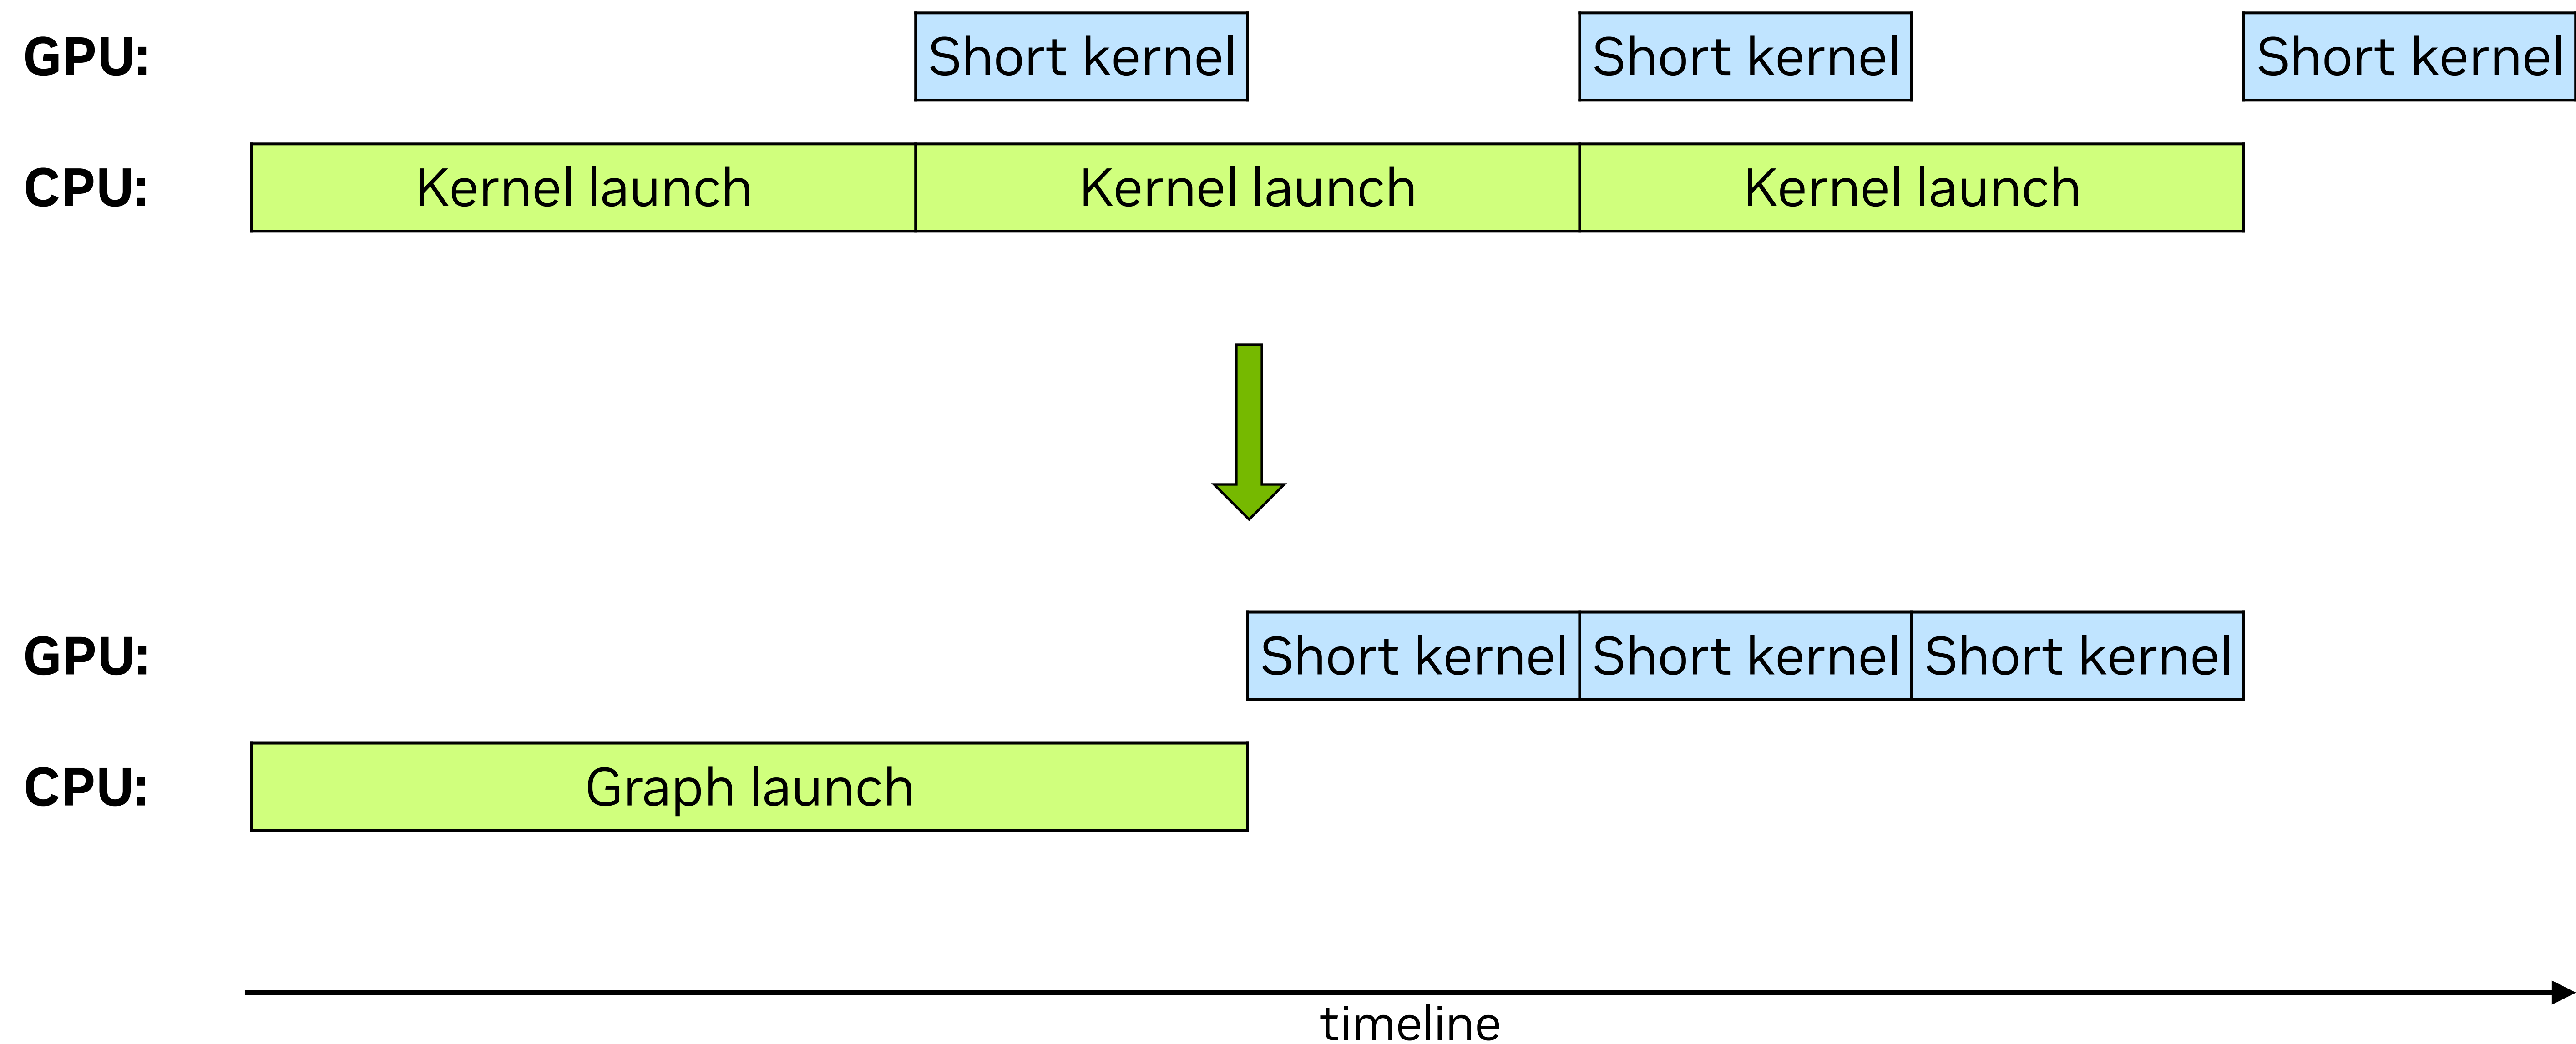 GPU: Short kernel Short kernel Short kernel
CPU: Kernel launch Kernel launch Kernel launch
GPU: Short kernel Short kernel Short kernel
CPU: Graph launch
timeline